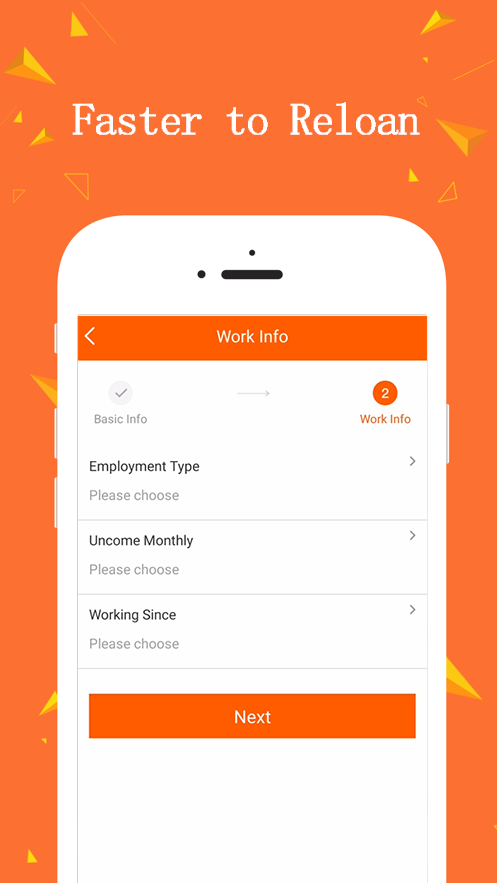 Faster to Reloan
Work Info
2
Basic Info
Work Info
Employment Type
Please choose
Uncome Monthly
Please choose
Working Since
Please choose
Next